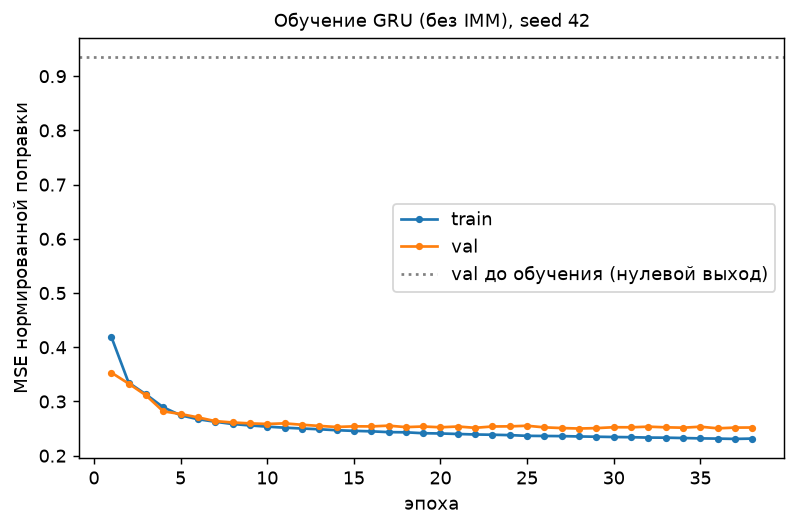 Обучение GRU (без IMM), seed 42
MSE нормированной поправки
0.9
0.8
0.7
0.6
0.5
0.4
0.3
0.2
train
val
val до обучения (нулевой выход)
0 5 10 15 20 25 30 35
эпоха